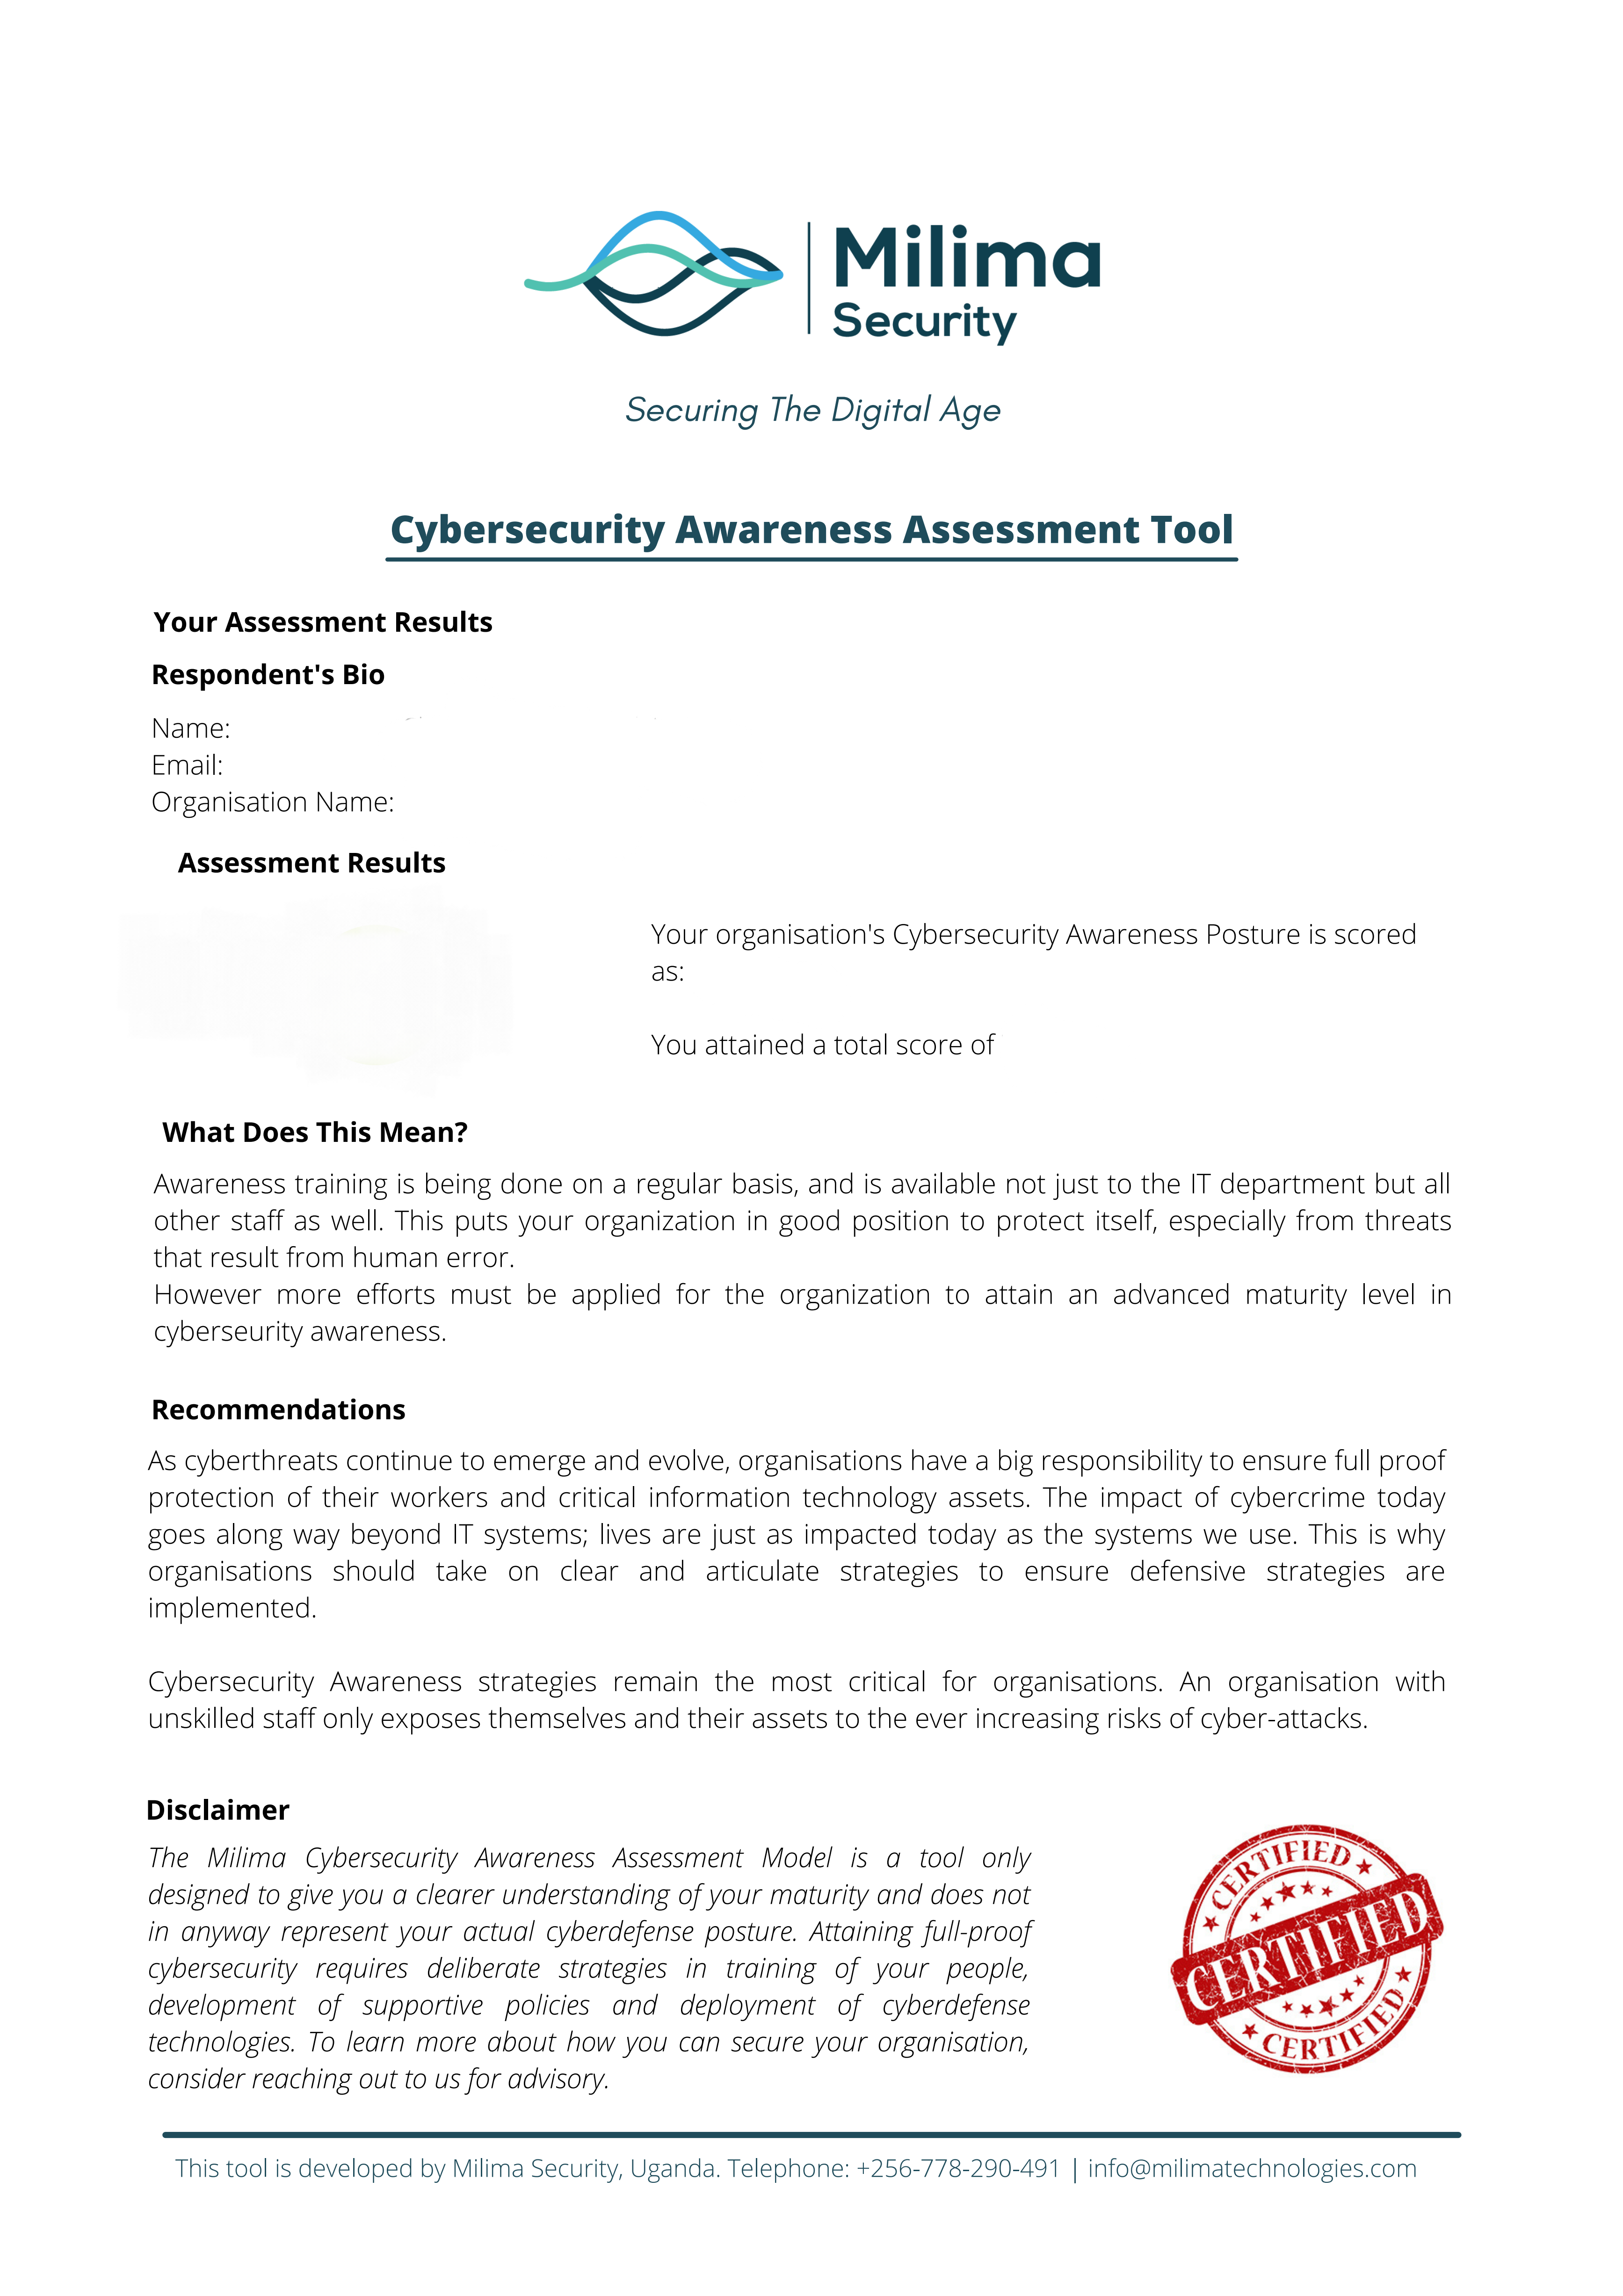 Milima
Security
Securing The Digital Age
Cybersecurity Awareness Assessment Tool
Your Assessment Results
Respondent's Bio
Name:
Email:
Organisation Name:
Assessment Results
Your organisation's Cybersecurity Awareness Posture is scored
as:
You attained a total score of
What Does This Mean?
Awareness training is being done on a regular basis, and is available not just to the IT department but all
other staff as well. This puts your organization in good position to protect itself, especially from threats
that result from human error.
However more efforts must be applied for the organization to attain an advanced maturity level in
cyberseurity awareness.
Recommendations
As cyberthreats continue to emerge and evolve, organisations have a big responsibility to ensure full proof
protection of their workers and critical information technology assets. The impact of cybercrime today
goes along way beyond IT systems; lives are just as impacted today as the systems we use. This is why
organisations should take on clear and articulate strategies to ensure defensive strategies are
implemented.
Cybersecurity Awareness strategies remain the most critical for organisations. An organisation with
unskilled staff only exposes themselves and their assets to the ever increasing risks of cyber-attacks.
Disclaimer
The Milima Cybersecurity Awareness Assessment Model is a tool only
designed to give you a clearer understanding of your maturity and does not
in anyway represent your actual cyberdefense posture. Attaining full-proof
cybersecurity requires deliberate strategies in training of your people,
development of supportive policies and deployment of cyberdefense
technologies. To learn more about how you can secure your organisation,
consider reaching out to us for advisory.
CERTIFIED
CERTIFIED
CERTIFIED
This tool is developed by Milima Security, Uganda. Telephone: +256-778-290-491 | info@milimatechnologies.com